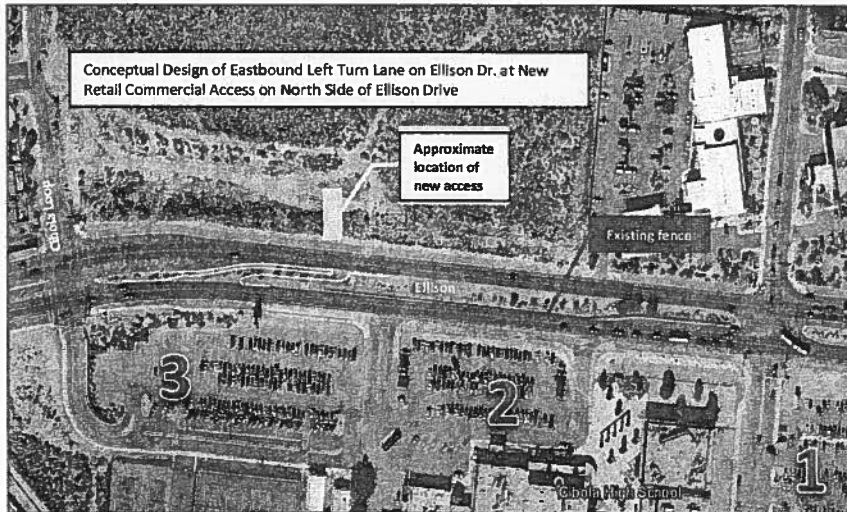 Conceptual Design of Eastbound Left Turn Lane on Ellison Dr. at New
Retail Commercial Access on North Side of Ellison Drive
Approximate
location of
new access
Cibola Loop
Existing fence
Ellison
3
2
1
Cibola High School